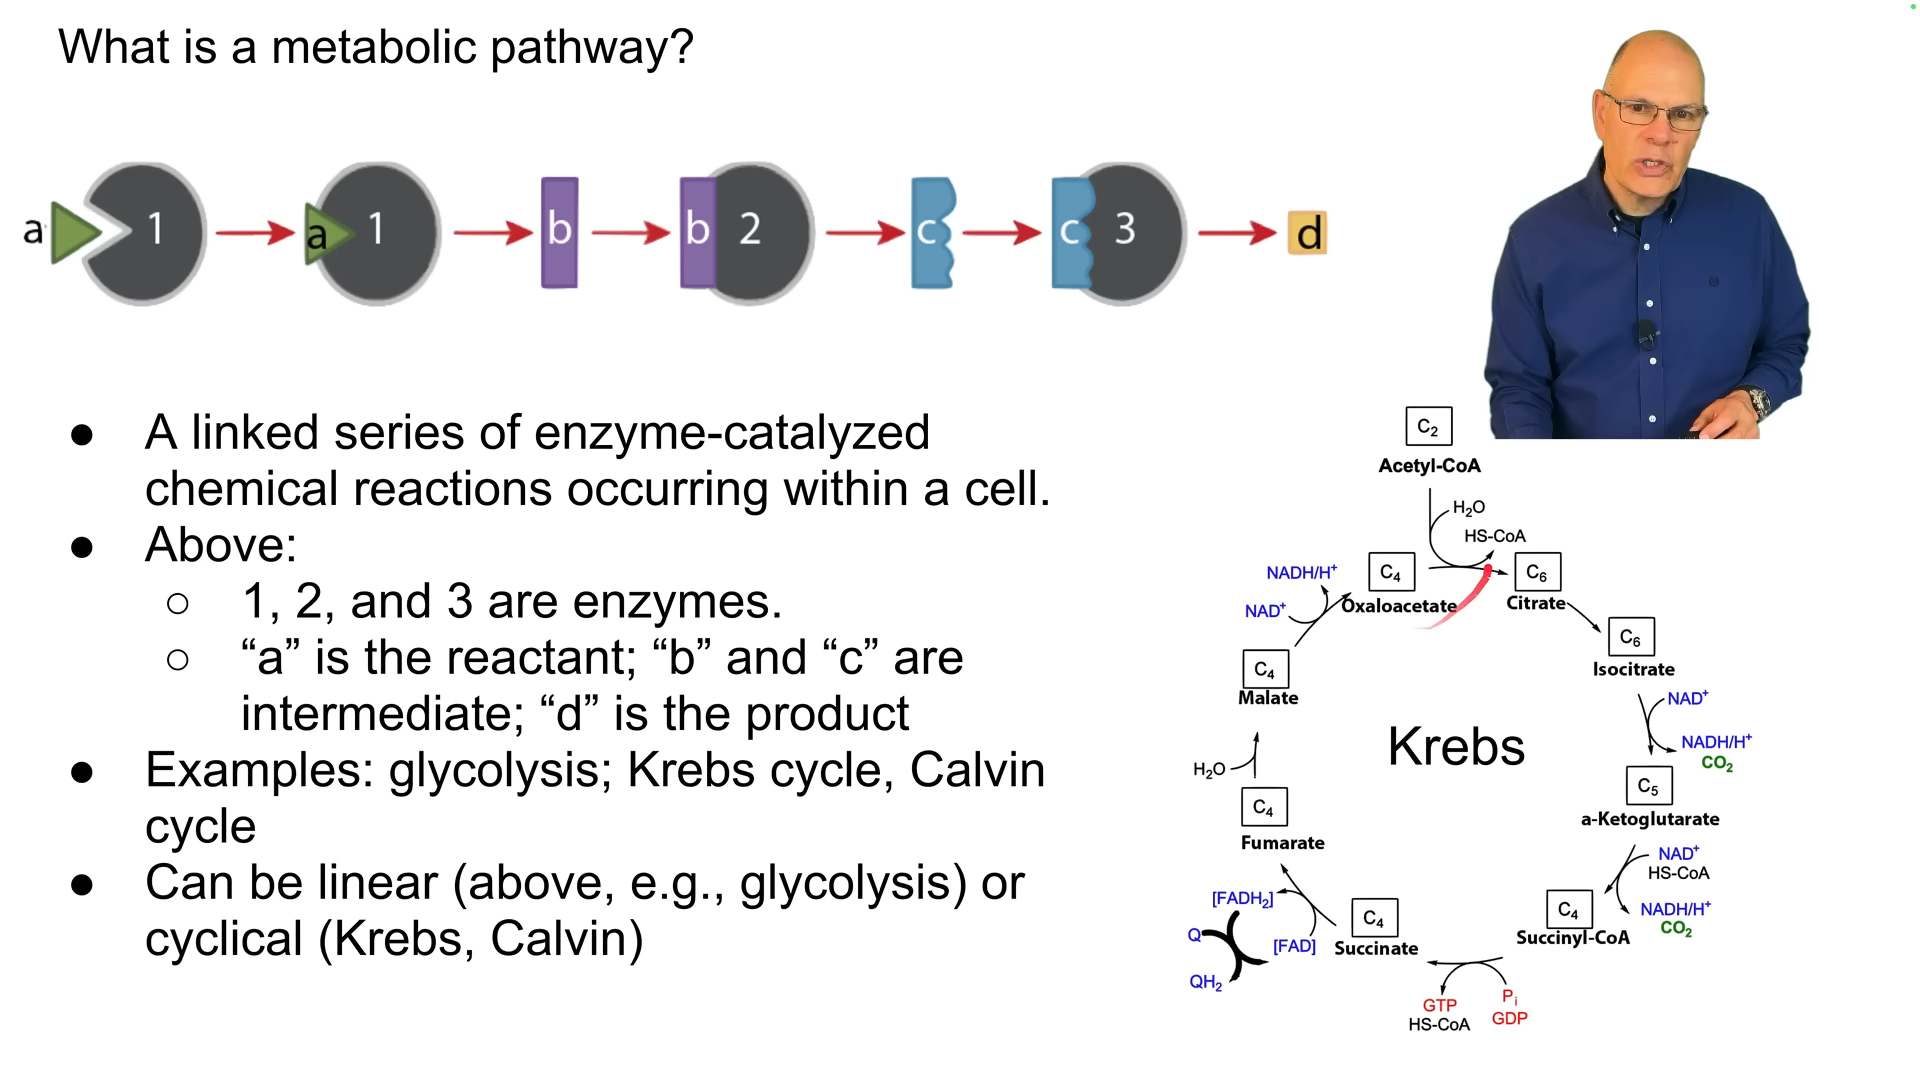 What is a metabolic pathway?
a 1 a 1 b b 2 c c 3 d
● A linked series of enzyme-catalyzed
chemical reactions occurring within a cell.
● Above:
○ 1, 2, and 3 are enzymes.
○ “a” is the reactant; “b” and “c” are
intermediate; “d” is the product
● Examples: glycolysis; Krebs cycle, Calvin
cycle
● Can be linear (above, e.g., glycolysis) or
cyclical (Krebs, Calvin)
C₂
Acetyl-CoA
H₂O
HS-CoA
C₄
Oxaloacetate
C₆
Citrate
C₆
Isocitrate
NAD⁺
NADH/H⁺
CO₂
C₅
a-Ketoglutarate
NAD⁺
HS-CoA
NADH/H⁺
CO₂
C₄
Succinyl-CoA
Pᵢ
GDP
GTP
HS-CoA
C₄
Succinate
[FAD]
[FADH₂]
Q
QH₂
C₄
Fumarate
H₂O
C₄
Malate
NAD⁺
NADH/H⁺
Krebs